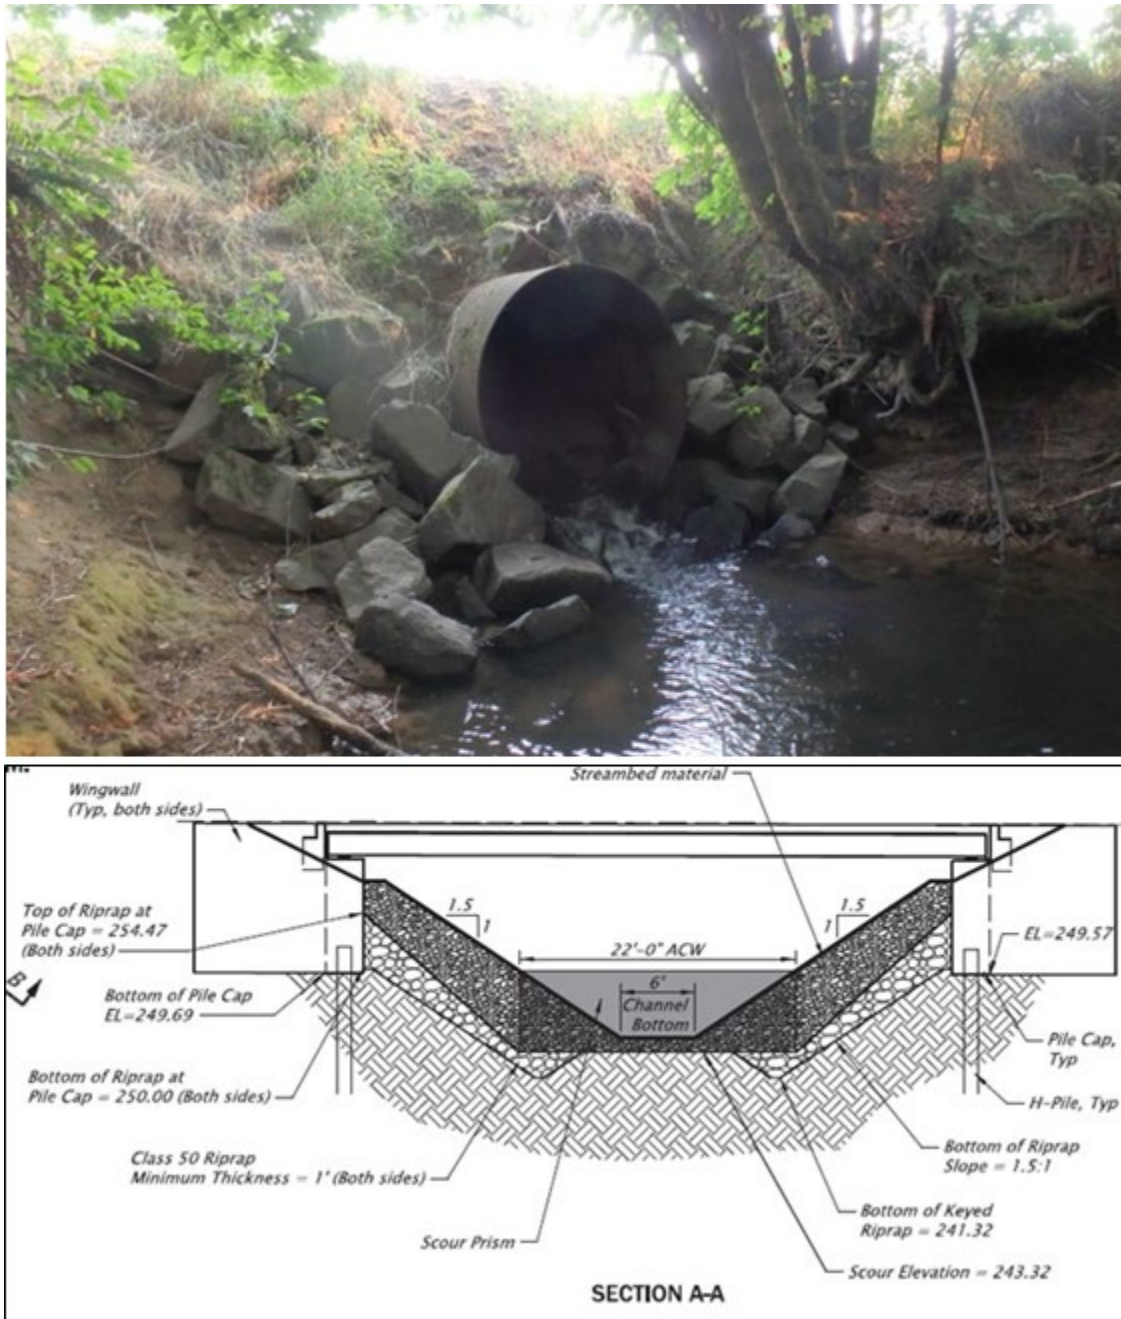 Streambed material
Wingwall
(Typ, both sides)
1.5
1
1.5
1
Top of Riprap at
Pile Cap = 254.47
(Both sides)
22'-0" ACW
EL=249.57
B
6'
Channel
Bottom
Bottom of Pile Cap
EL=249.69
Pile Cap,
Typ
Bottom of Riprap at
Pile Cap = 250.00 (Both sides)
H-Pile, Typ
Class 50 Riprap
Minimum Thickness = 1' (Both sides)
Bottom of Riprap
Slope = 1.5:1
Bottom of Keyed
Riprap = 241.32
Scour Prism
Scour Elevation = 243.32
SECTION A-A